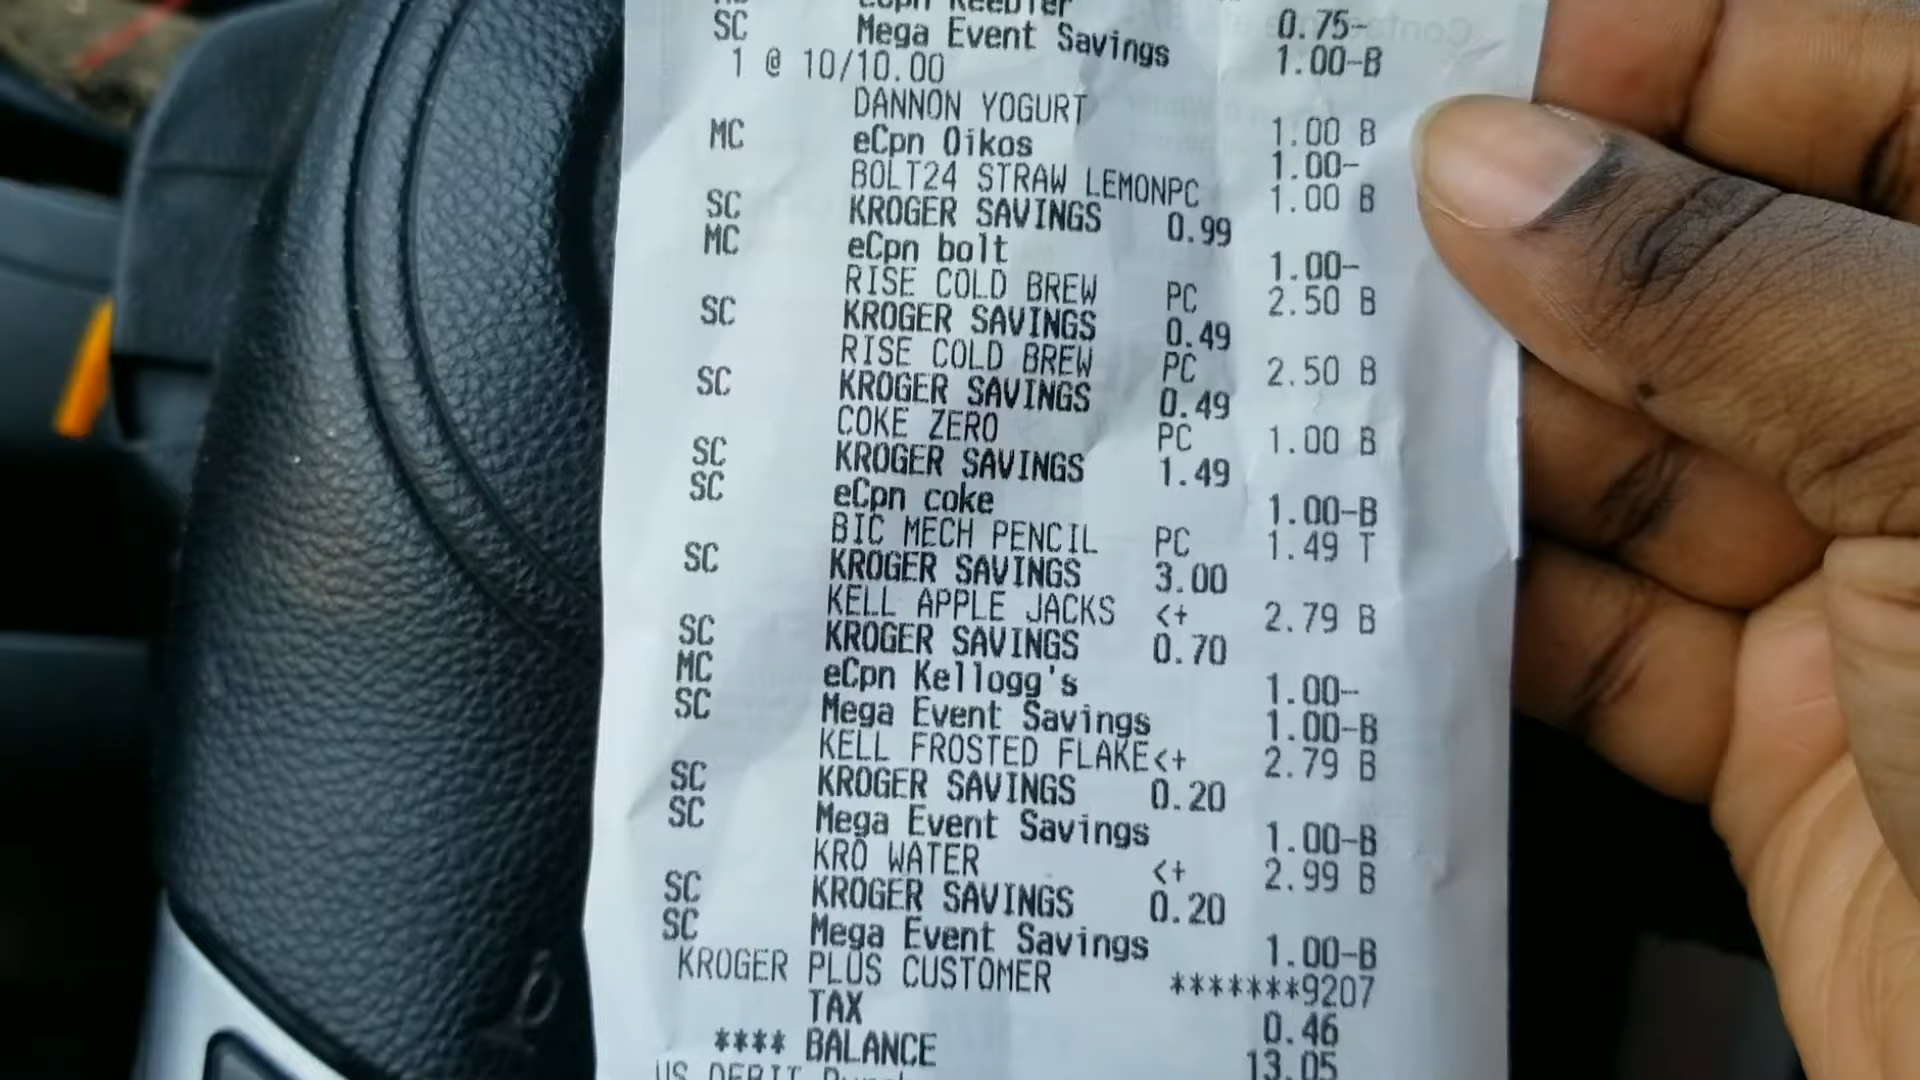 eCpn Keebler 0.75-
SC Mega Event Savings 1.00-B
1 @ 10/10.00
DANNON YOGURT 1.00 B
MC eCpn Oikos 1.00-
BOLT24 STRAW LEMONPC 1.00 B
SC KROGER SAVINGS 0.99
MC eCpn bolt 1.00-
RISE COLD BREW PC 2.50 B
SC KROGER SAVINGS 0.49
RISE COLD BREW PC 2.50 B
SC KROGER SAVINGS 0.49
COKE ZERO PC 1.00 B
SC KROGER SAVINGS 1.49
SC eCpn coke 1.00-B
BIC MECH PENCIL PC 1.49 T
SC KROGER SAVINGS 3.00
KELL APPLE JACKS <+ 2.79 B
SC KROGER SAVINGS 0.70
MC eCpn Kellogg's 1.00-
SC Mega Event Savings 1.00-B
KELL FROSTED FLAKE<+ 2.79 B
SC KROGER SAVINGS 0.20
SC Mega Event Savings 1.00-B
KRO WATER <+ 2.99 B
SC KROGER SAVINGS 0.20
SC Mega Event Savings 1.00-B
KROGER PLUS CUSTOMER *******9207
TAX 0.46
**** BALANCE 13.05
US DEBIT